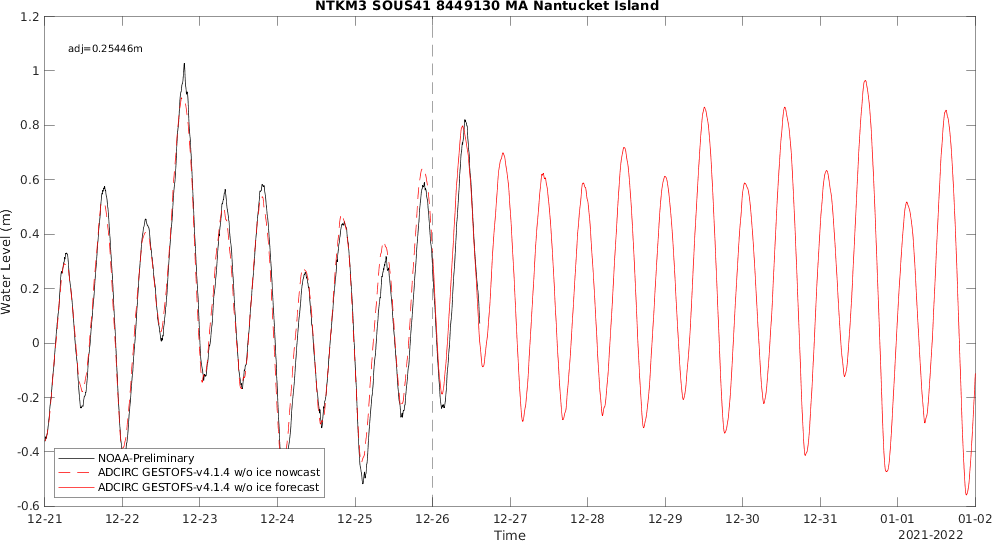 NTKM3 SOUS41 8449130 MA Nantucket Island
adj=0.25446m
Water Level (m)
1.2
1
0.8
0.6
0.4
0.2
0
-0.2
-0.4
-0.6
NOAA-Preliminary
ADCIRC GESTOFS-v4.1.4 w/o ice nowcast
ADCIRC GESTOFS-v4.1.4 w/o ice forecast
12-21 12-22 12-23 12-24 12-25 12-26 12-27 12-28 12-29 12-30 12-31 01-01 01-02
Time
2021-2022